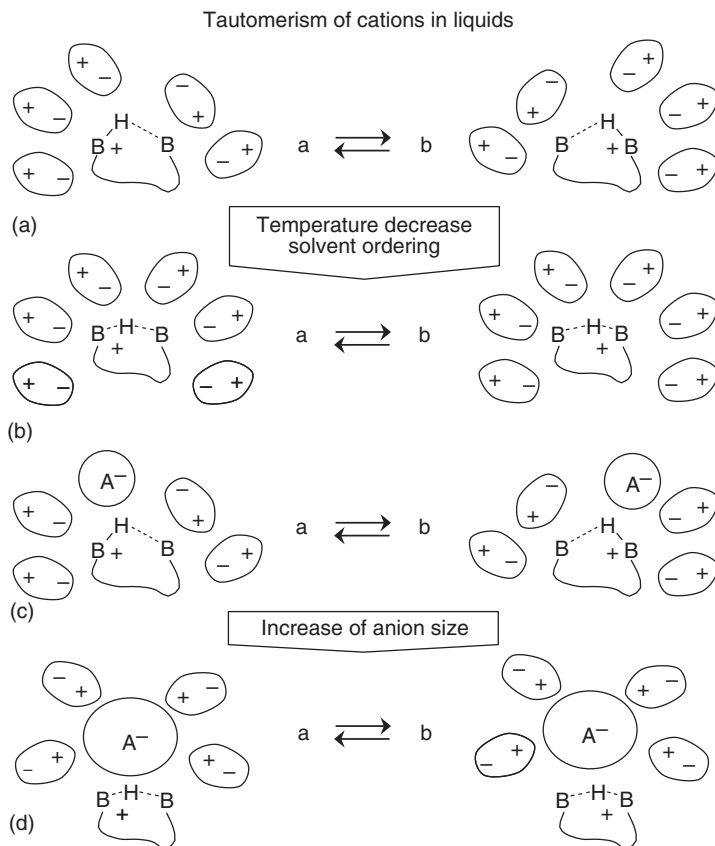 Tautomerism of cations in liquids
+ − + − − + − + − + − +
H H
B + B a b B + B
+ − − + − + − +
(a)
Temperature decrease
solvent ordering
+ − − + + − − +
+ − − + + − − +
B H B a b B H B
+ +
+ − − + + − − +
(b)
A− − − A−
+ − + + − +
H H
B + B a b B + B
+ − − + − + − +
(c)
Increase of anion size
− + + − − + + −
A− a b A−
− + + − − + + −
B H B B H B
+ +
(d)